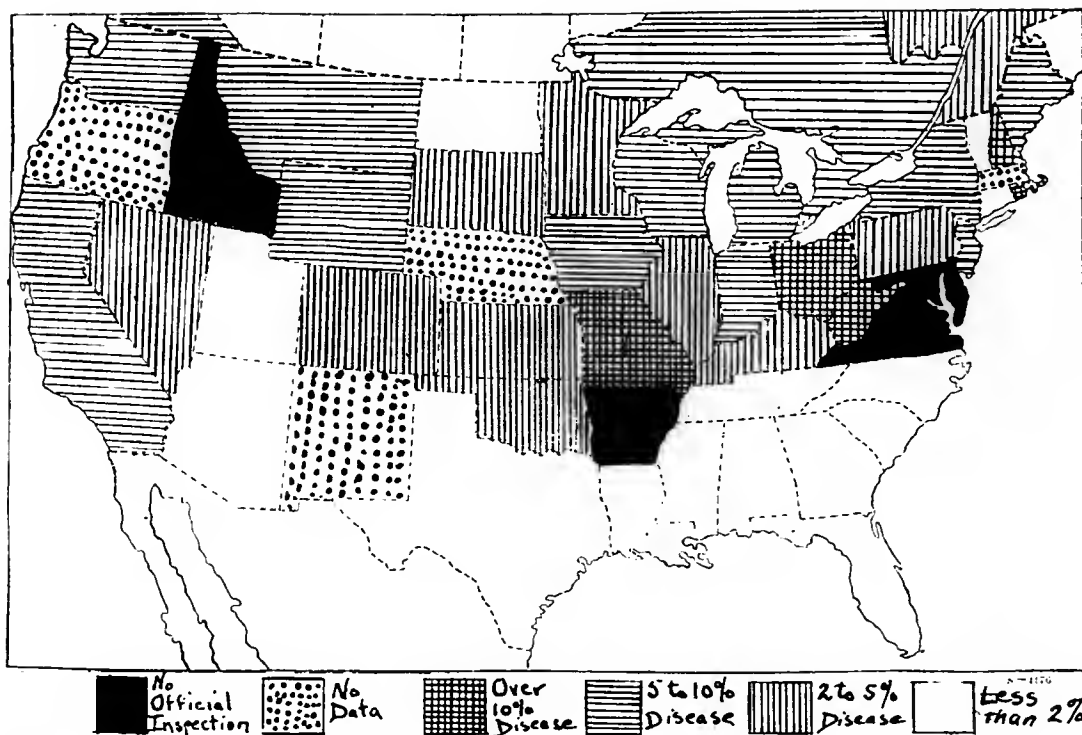 No
Official
Inspection
No
Data
Over
10%
Disease
5 to 10%
Disease
2 to 5%
Disease
Less
than 2%